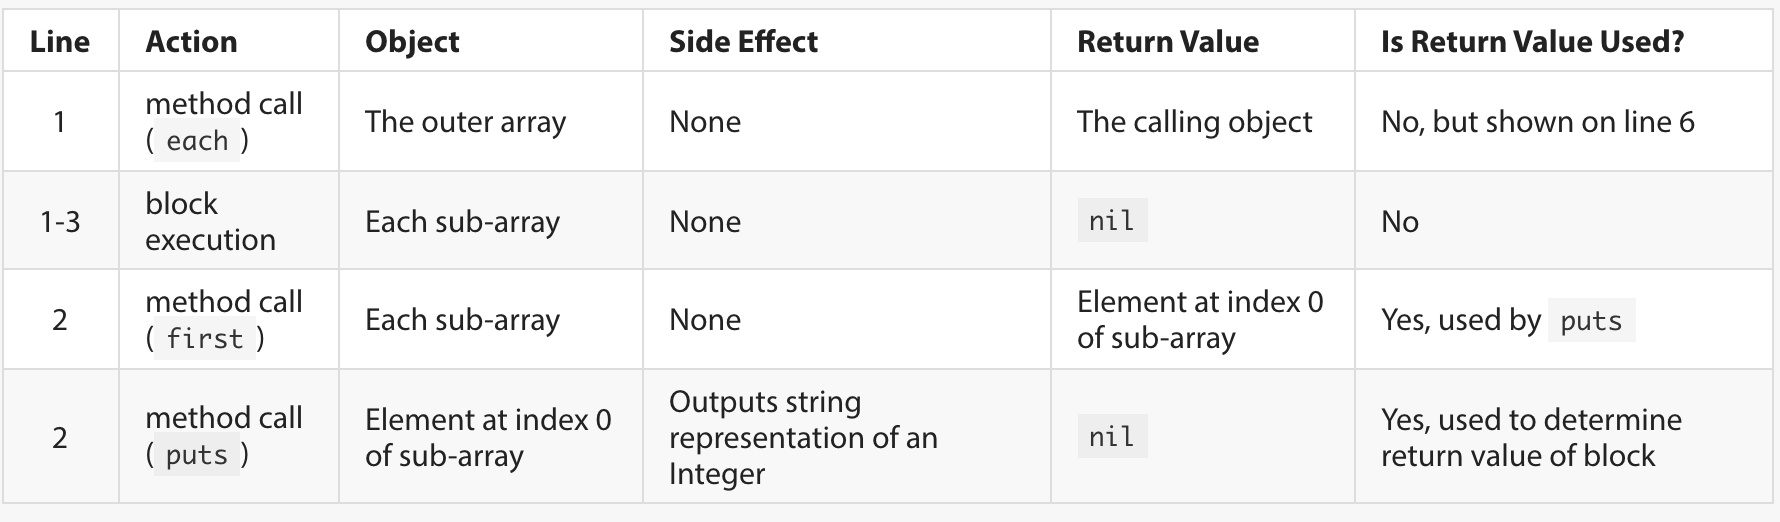 Line Action Object Side Effect Return Value Is Return Value Used?
1 method call ( each ) The outer array None The calling object No, but shown on line 6
1-3 block execution Each sub-array None nil No
2 method call ( first ) Each sub-array None Element at index 0 of sub-array Yes, used by puts
2 method call ( puts ) Element at index 0 of sub-array Outputs string representation of an Integer nil Yes, used to determine return value of block